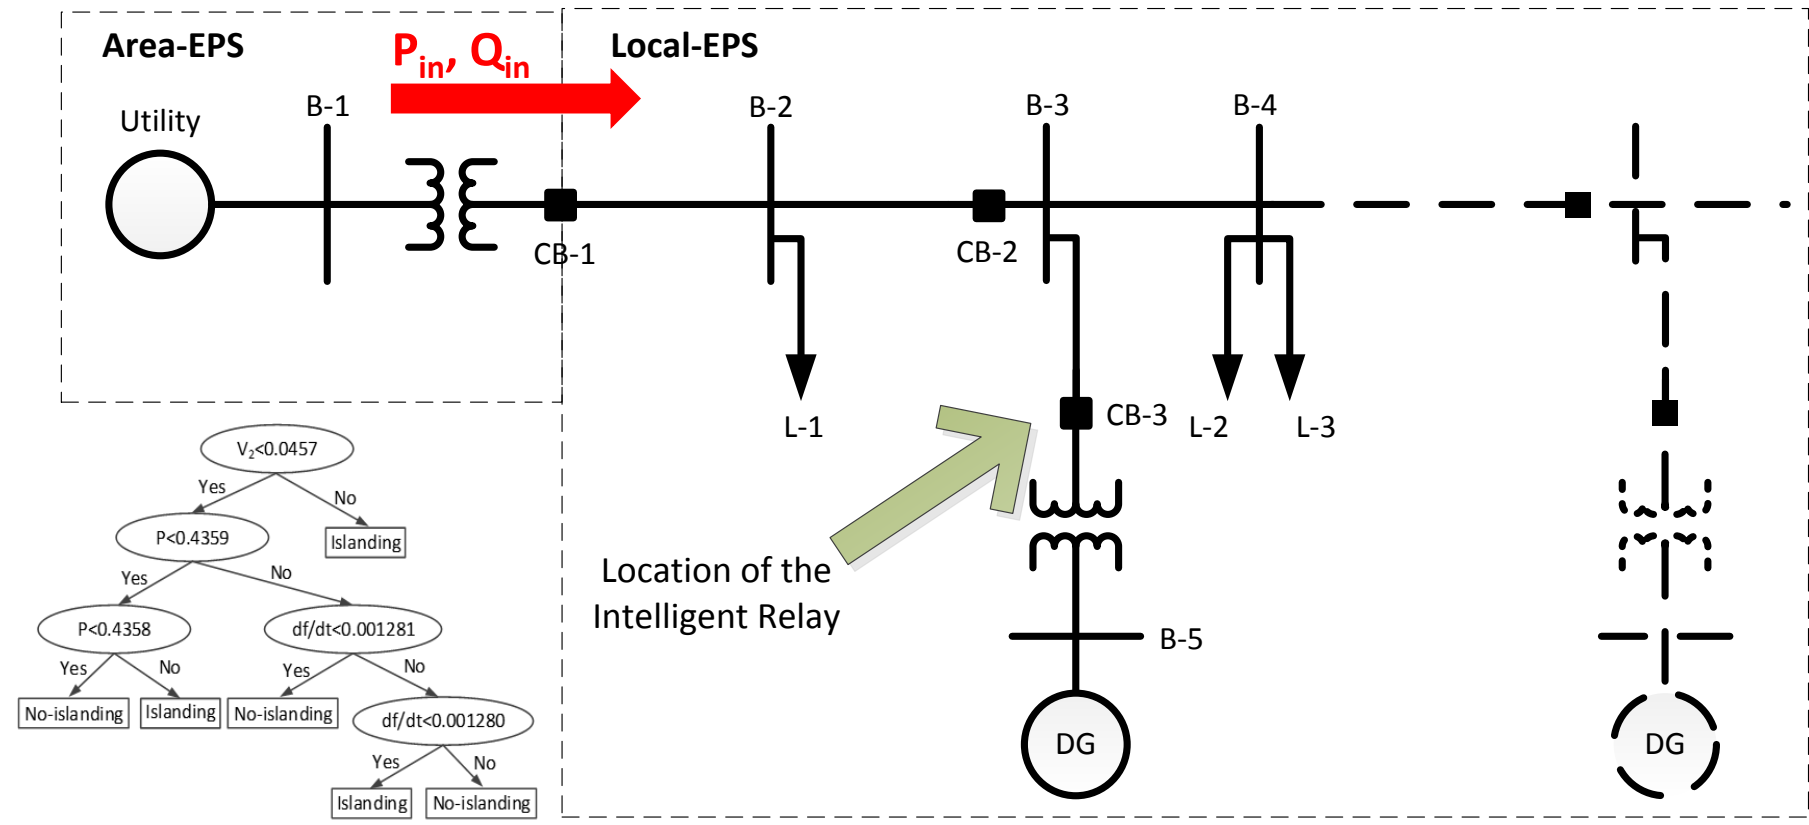 Area-EPS
P_in, Q_in
Local-EPS
Utility
B-1
B-2
B-3
B-4
CB-1
CB-2
CB-3
L-1
L-2
L-3
Location of the
Intelligent Relay
B-5
DG
DG
V₂<0.0457
Yes
No
P<0.4359
Islanding
Yes
No
P<0.4358
df/dt<0.001281
Yes
No
Yes
No
No-islanding
Islanding
No-islanding
df/dt<0.001280
Yes
No
Islanding
No-islanding